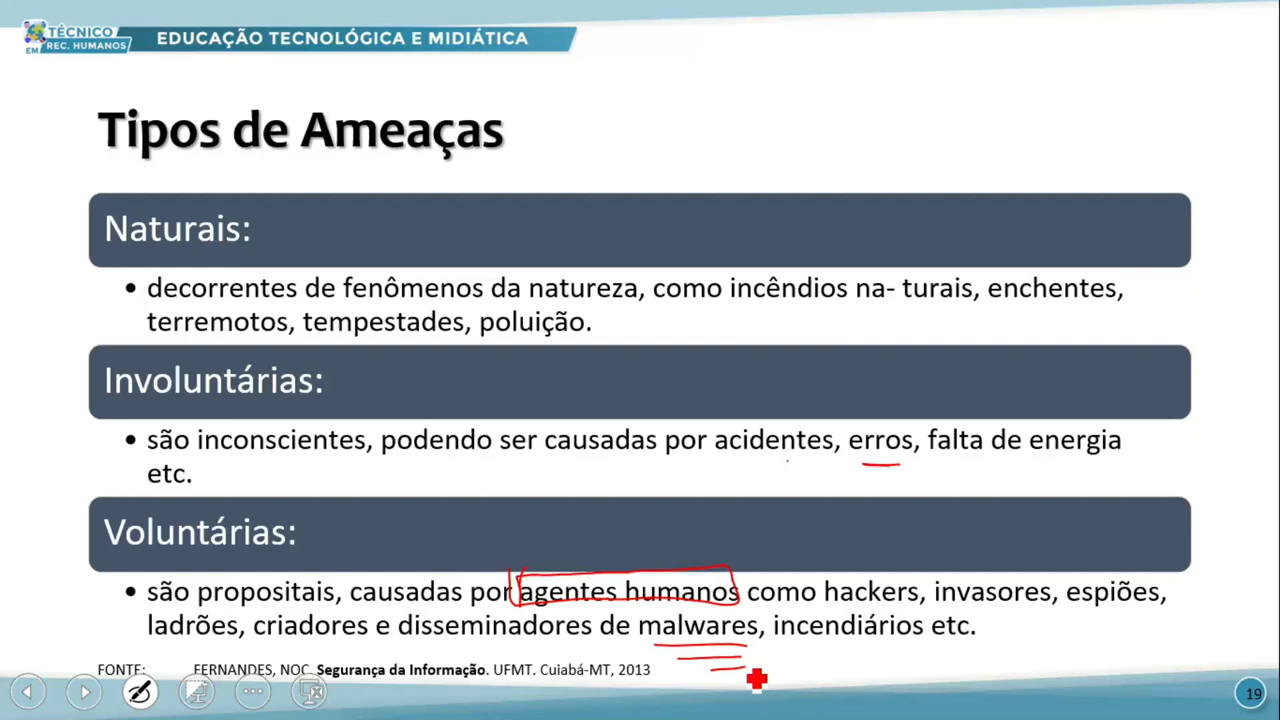 TÉCNICO
EM REC. HUMANOS
EDUCAÇÃO TECNOLÓGICA E MIDIÁTICA
Tipos de Ameaças
Naturais:
• decorrentes de fenômenos da natureza, como incêndios na- turais, enchentes,
terremotos, tempestades, poluição.
Involuntárias:
• são inconscientes, podendo ser causadas por acidentes, erros, falta de energia
etc.
Voluntárias:
• são propositais, causadas por agentes humanos como hackers, invasores, espiões,
ladrões, criadores e disseminadores de malwares, incendiários etc.
FONTE: FERNANDES, NOC. Segurança da Informação. UFMT. Cuiabá-MT, 2013
19